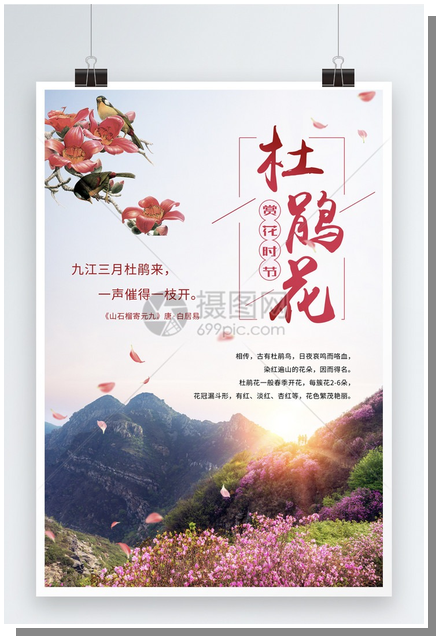 杜鹃花
赏花时节
九江三月杜鹃来，
一声催得一枝开。
《山石榴寄元九》唐 白居易
相传，古有杜鹃鸟，日夜哀鸣而咯血，
染红遍山的花朵，因而得名。
杜鹃花一般春季开花，每簇花2-6朵，
花冠漏斗形，有红、淡红、杏红等，花色繁茂艳丽。
摄图网
699pic.com